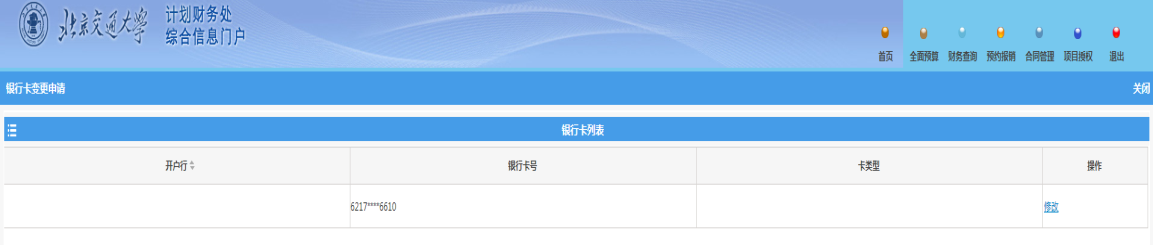 北京交通大学
计划财务处
综合信息门户
首页 全面预算 财务查询 预约报销 合同管理 项目授权 退出
银行卡变更申请 关闭
银行卡列表
开户行 银行卡号 卡类型 操作
6217****6610 修改